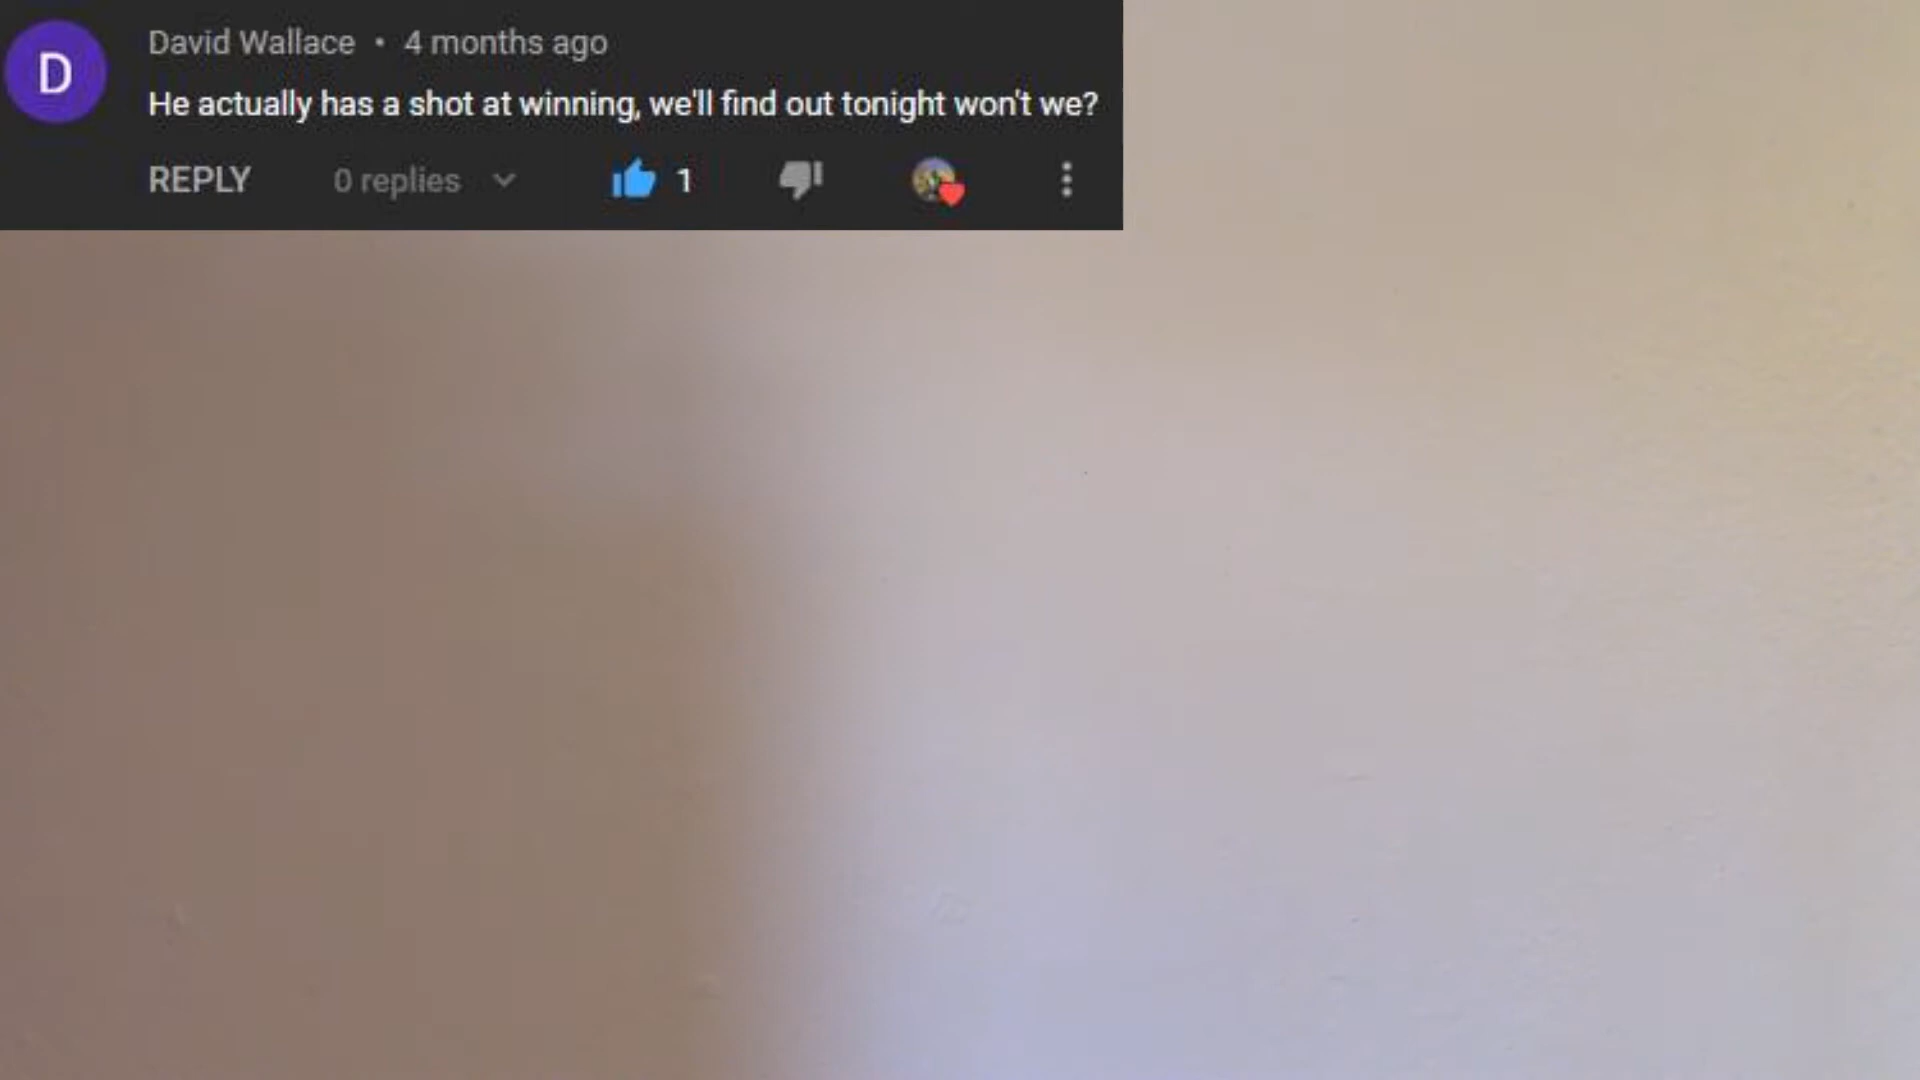 D
David Wallace • 4 months ago
He actually has a shot at winning, we'll find out tonight won't we?
REPLY 0 replies 1